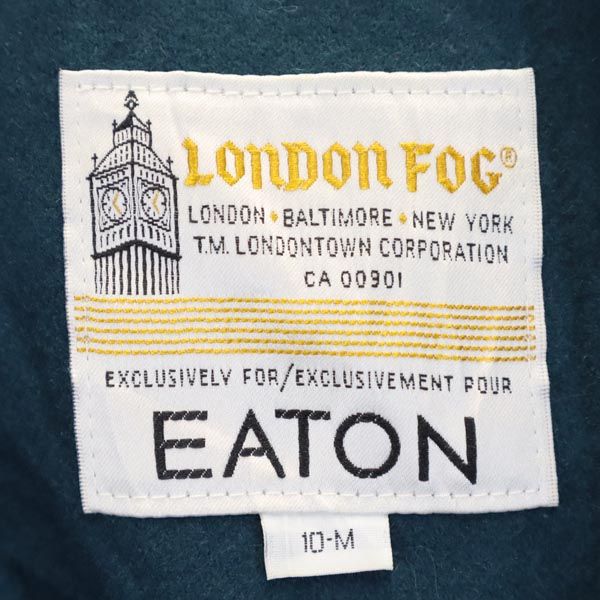 LONDON FOG®
LONDON • BALTIMORE • NEW YORK
T.M. LONDONTOWN CORPORATION
CA 00901
EXCLUSIVELY FOR/EXCLUSIVEMENT POUR
EATON
10-M